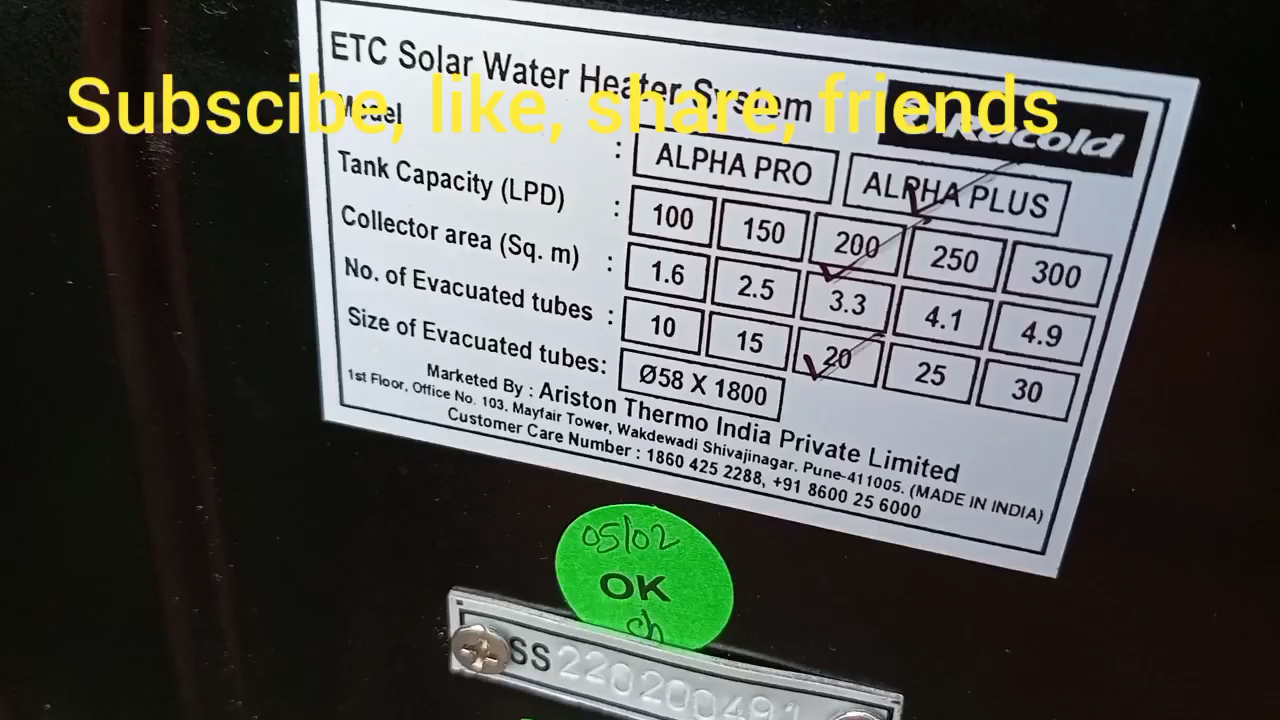 ETC Solar Water Heater System
Racold
Subscibe, like, share, friends
Model : ALPHA PRO ALPHA PLUS
Tank Capacity (LPD) : 100 150 200 250 300
Collector area (Sq. m) : 1.6 2.5 3.3 4.1 4.9
No. of Evacuated tubes : 10 15 20 25 30
Size of Evacuated tubes: Ø58 X 1800
Marketed By : Ariston Thermo India Private Limited
1st Floor, Office No. 103, Mayfair Tower, Wakdewadi Shivajinagar, Pune-411005. (MADE IN INDIA)
Customer Care Number : 1860 425 2288, +91 8600 25 6000
05/02
OK
SS 220200491